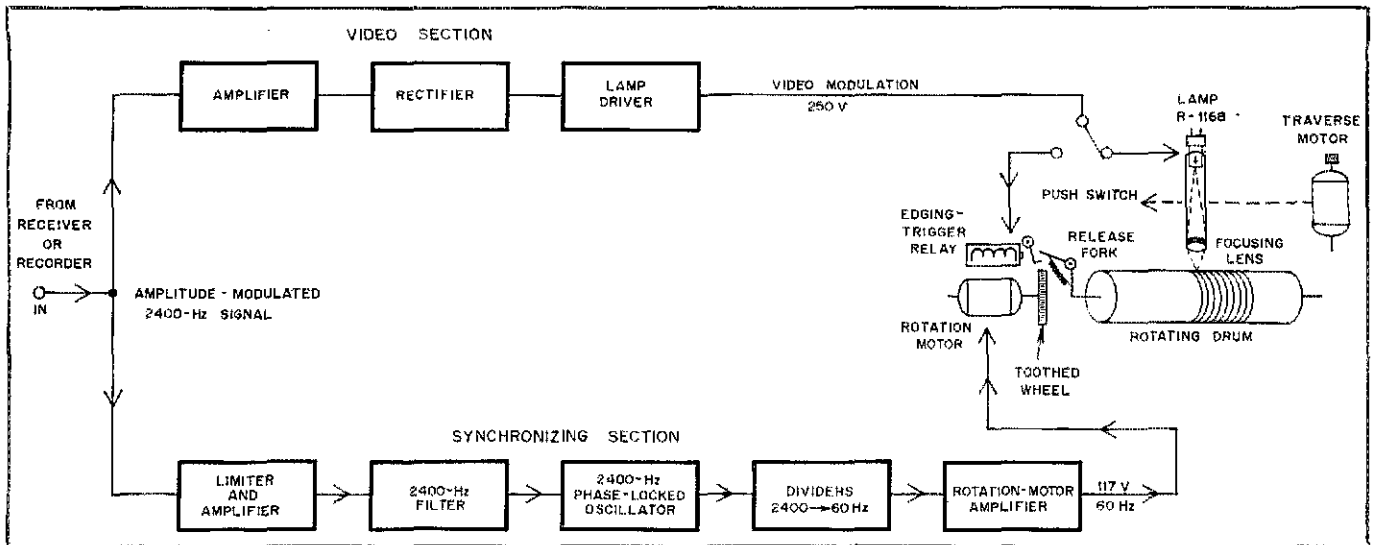 VIDEO SECTION
AMPLIFIER
RECTIFIER
LAMP
DRIVER
VIDEO MODULATION
250 V
LAMP
R-1168
TRAVERSE
MOTOR
PUSH SWITCH
FROM
RECEIVER
OR
RECORDER
IN
AMPLITUDE-MODULATED
2400-Hz SIGNAL
EDGING-
TRIGGER
RELAY
RELEASE
FORK
FOCUSING
LENS
ROTATION
MOTOR
ROTATING DRUM
TOOTHED
WHEEL
SYNCHRONIZING SECTION
LIMITER
AND
AMPLIFIER
2400-Hz
FILTER
2400-Hz
PHASE-LOCKED
OSCILLATOR
DIVIDERS
2400→60 Hz
ROTATION-MOTOR
AMPLIFIER
117 V
60 Hz